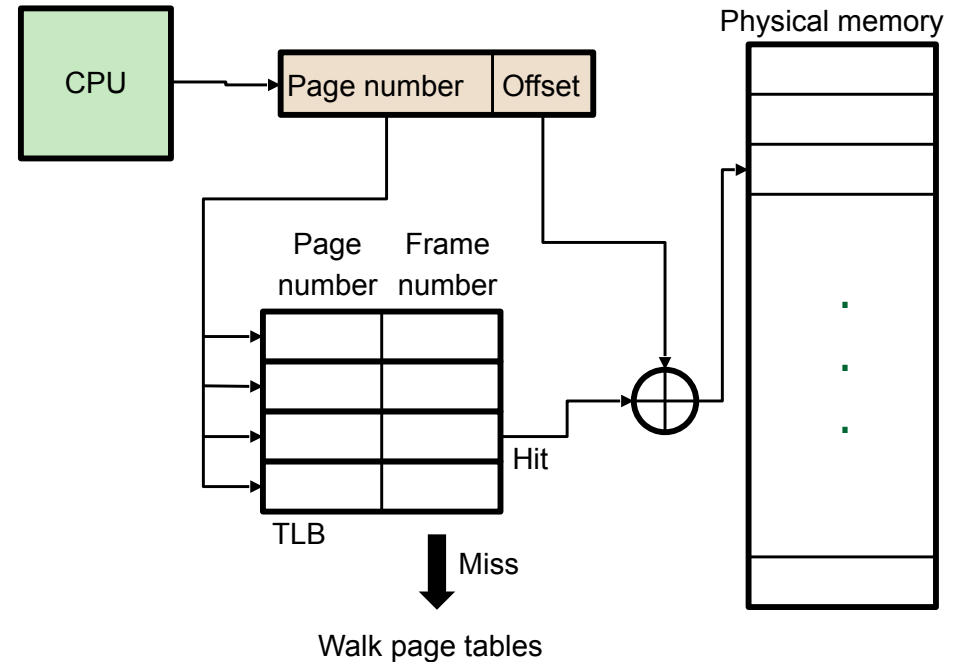 Physical memory
CPU
Page number
Offset
Page
number
Frame
number
Hit
TLB
Miss
Walk page tables